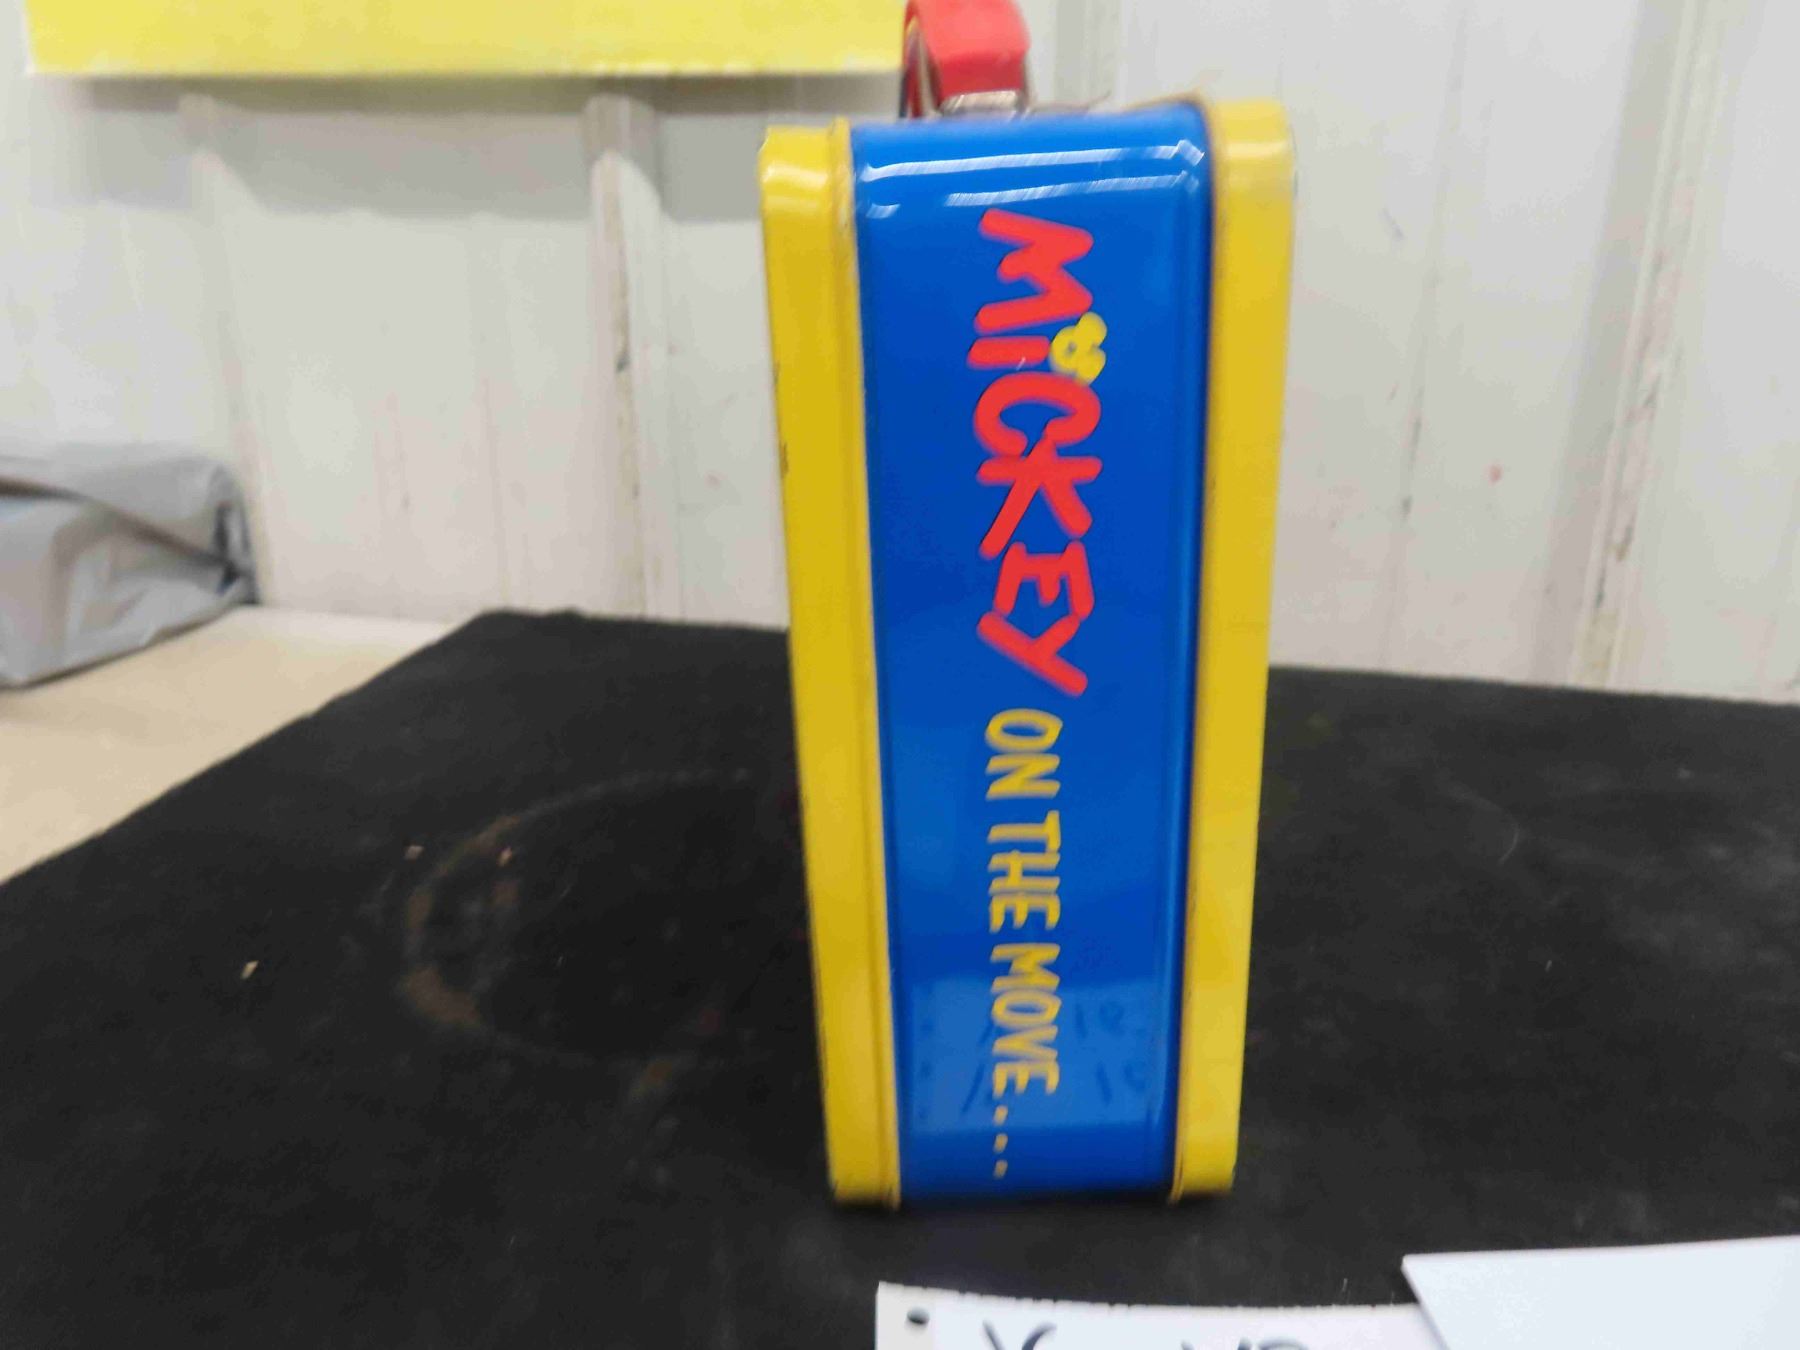 MICKEY ON THE MOVE....